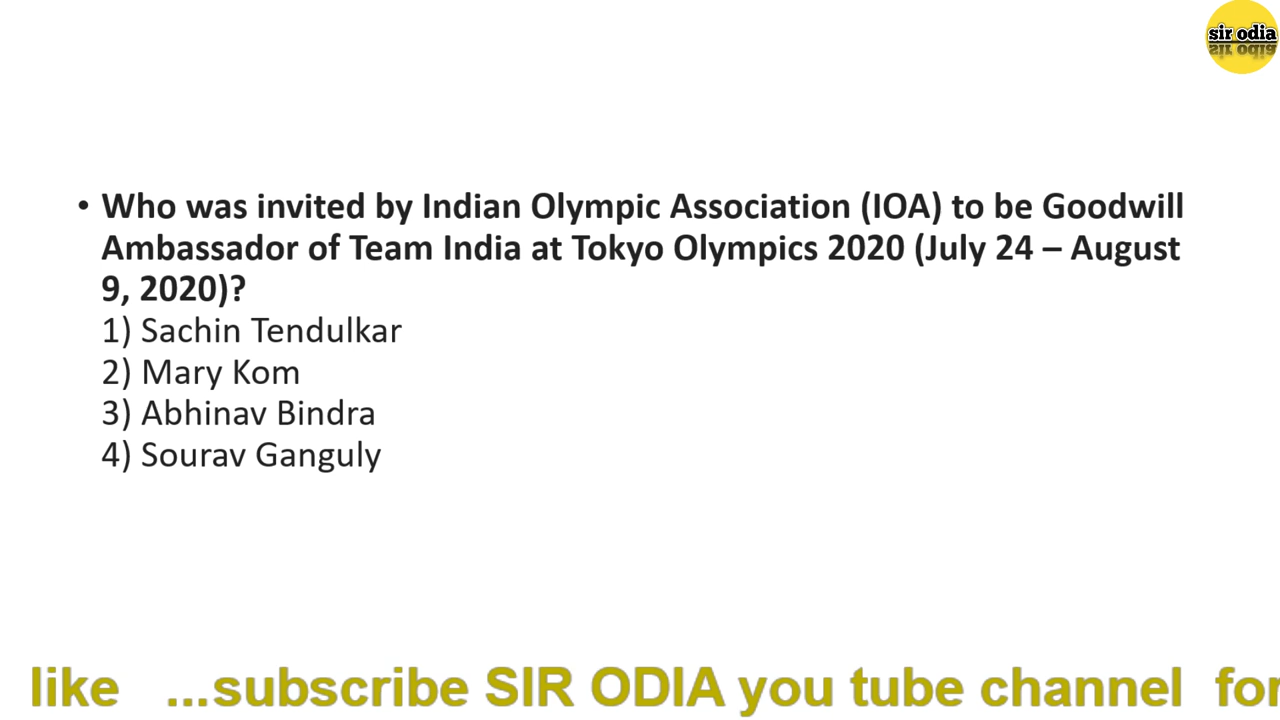 sir odia
• Who was invited by Indian Olympic Association (IOA) to be Goodwill
Ambassador of Team India at Tokyo Olympics 2020 (July 24 – August
9, 2020)?
1) Sachin Tendulkar
2) Mary Kom
3) Abhinav Bindra
4) Sourav Ganguly
like ...subscribe SIR ODIA you tube channel for